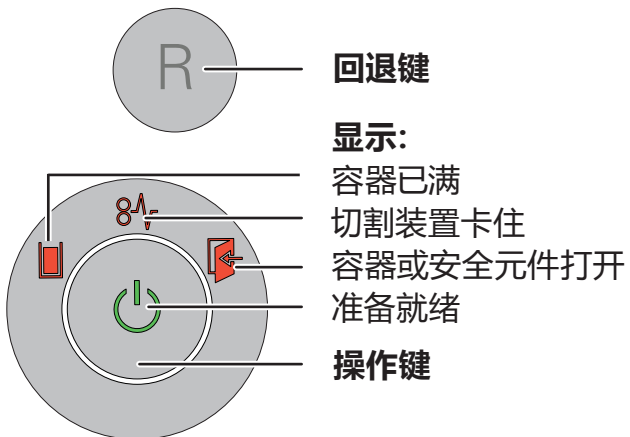 R
回退键
显示:
容器已满
切割装置卡住
容器或安全元件打开
准备就绪
操作键